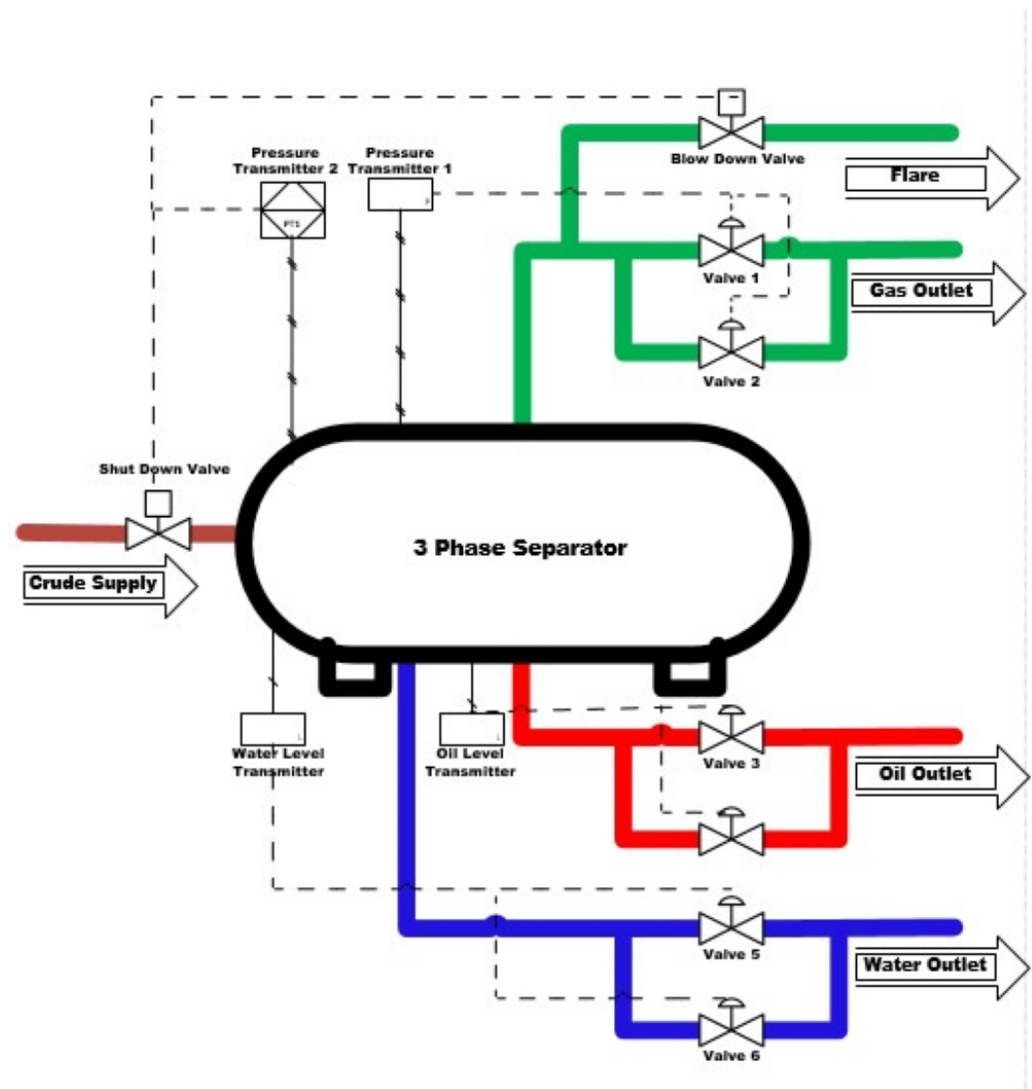 Blow Down Valve
Pressure
Transmitter 2
Pressure
Transmitter 1
Flare
PTS
P
Valve 1
Gas Outlet
Valve 2
Shut Down Valve
3 Phase Separator
Crude Supply
L
Water Level
Transmitter
L
Oil Level
Transmitter
Valve 3
Oil Outlet
Valve 5
Water Outlet
Valve 6